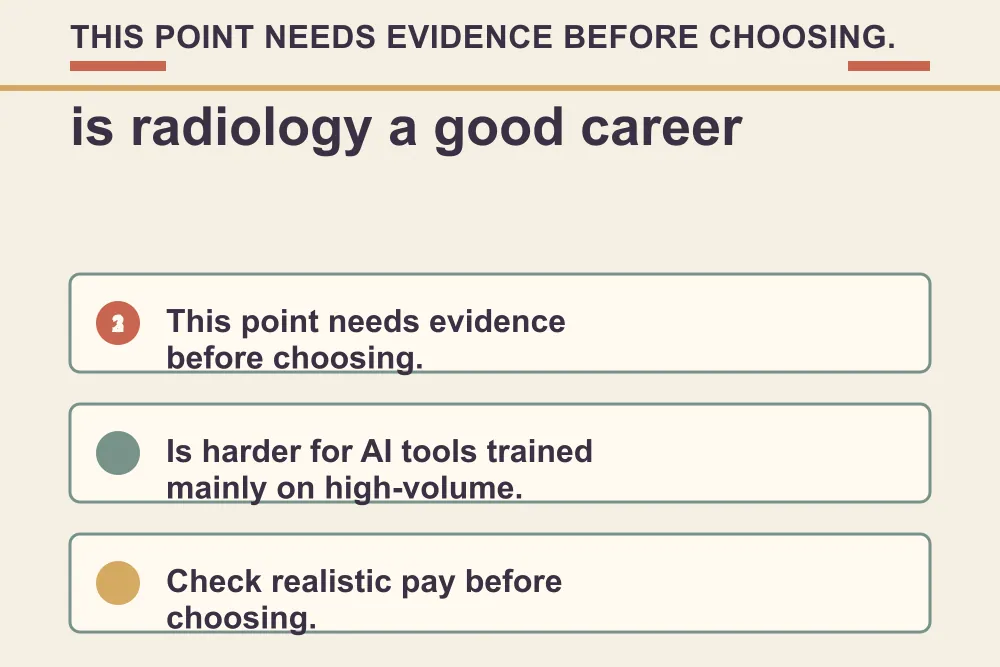 THIS POINT NEEDS EVIDENCE BEFORE CHOOSING.
is radiology a good career
This point needs evidence
before choosing.
Is harder for AI tools trained
mainly on high-volume.
Check realistic pay before
choosing.